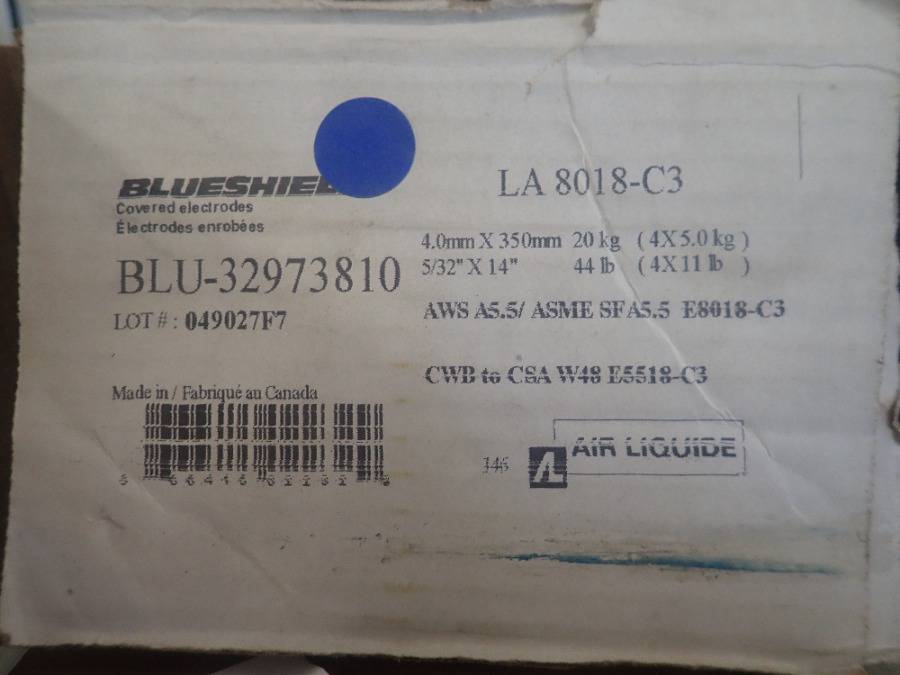 BLUESHIEL
Covered electrodes
Électrodes enrobées
BLU-32973810
LOT # : 049027F7
Made in / Fabriqué au Canada
LA 8018-C3
4.0mm X 350mm 20 kg ( 4X5.0 kg )
5/32" X 14" 44 lb ( 4X11 lb )
AWS A5.5/ ASME SFA5.5 E8018-C3
CWB to CSA W48 E5518-C3
AL AIR LIQUIDE